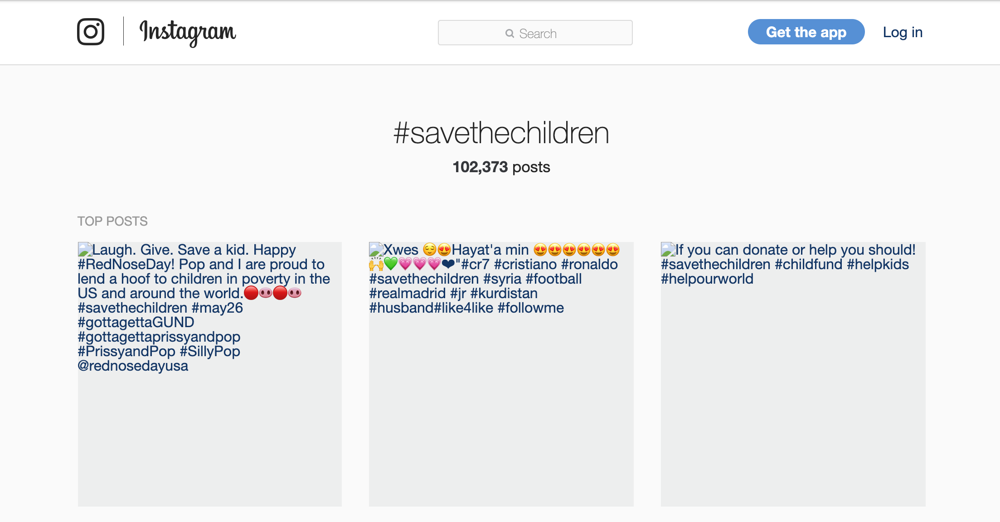 Instagram
Search
Get the app
Log in
#savethechildren
102,373 posts
TOP POSTS
Laugh. Give. Save a kid. Happy
#RedNoseDay! Pop and I are proud to
lend a hoof to children in poverty in the
US and around the world.🔴🐽🔴🐽
#savethechildren #may26
#gottagettaGUND
#gottagettaprissyandpop
#PrissyandPop #SillyPop
@rednosedayusa
Xwes 😌😍Hayat'a min 😍😍😍😍😍😍
🙌💚💗💗💗❤"#cr7 #cristiano #ronaldo
#savethechildren #syria #football
#realmadrid #jr #kurdistan
#husband#like4like #followme
If you can donate or help you should!
#savethechildren #childfund #helpkids
#helpourworld